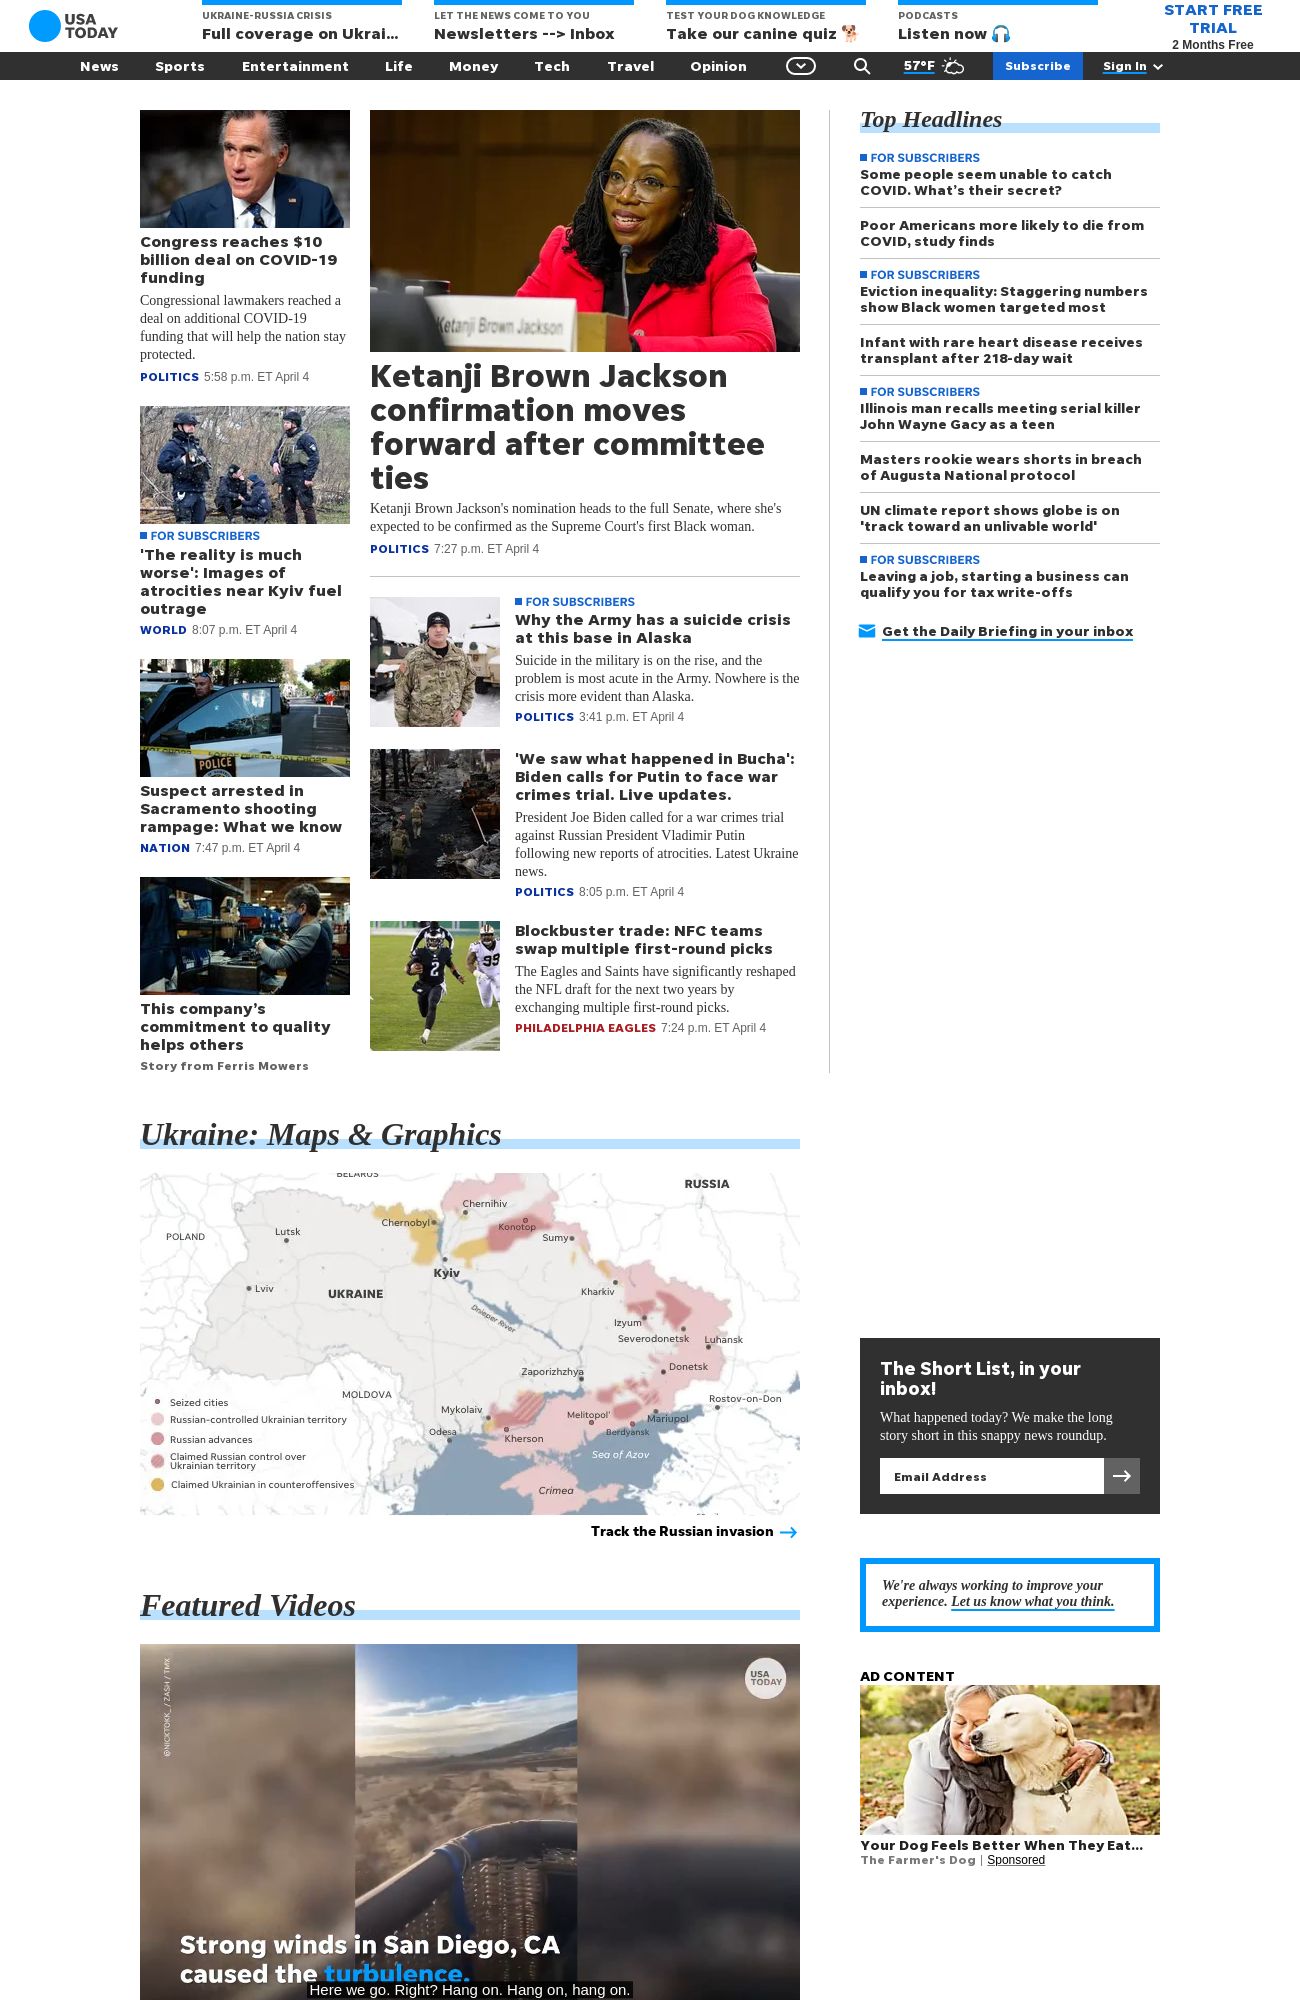 USA
TODAY
UKRAINE-RUSSIA CRISIS
Full coverage on Ukrai...
LET THE NEWS COME TO YOU
Newsletters --> Inbox
TEST YOUR DOG KNOWLEDGE
Take our canine quiz 🐕
PODCASTS
Listen now 🎧
START FREE
TRIAL
2 Months Free
News Sports Entertainment Life Money Tech Travel Opinion 57°F Subscribe Sign In
Congress reaches $10
billion deal on COVID-19
funding
Congressional lawmakers reached a
deal on additional COVID-19
funding that will help the nation stay
protected.
POLITICS 5:58 p.m. ET April 4
FOR SUBSCRIBERS
'The reality is much
worse': Images of
atrocities near Kyiv fuel
outrage
WORLD 8:07 p.m. ET April 4
POLICE
Suspect arrested in
Sacramento shooting
rampage: What we know
NATION 7:47 p.m. ET April 4
This company’s
commitment to quality
helps others
Story from Ferris Mowers
Ketanji Brown Jackson
Ketanji Brown Jackson
confirmation moves
forward after committee
ties
Ketanji Brown Jackson's nomination heads to the full Senate, where she's
expected to be confirmed as the Supreme Court's first Black woman.
POLITICS 7:27 p.m. ET April 4
FOR SUBSCRIBERS
Why the Army has a suicide crisis
at this base in Alaska
Suicide in the military is on the rise, and the
problem is most acute in the Army. Nowhere is the
crisis more evident than Alaska.
POLITICS 3:41 p.m. ET April 4
'We saw what happened in Bucha':
Biden calls for Putin to face war
crimes trial. Live updates.
President Joe Biden called for a war crimes trial
against Russian President Vladimir Putin
following new reports of atrocities. Latest Ukraine
news.
POLITICS 8:05 p.m. ET April 4
2
99
Blockbuster trade: NFC teams
swap multiple first-round picks
The Eagles and Saints have significantly reshaped
the NFL draft for the next two years by
exchanging multiple first-round picks.
PHILADELPHIA EAGLES 7:24 p.m. ET April 4
Top Headlines
FOR SUBSCRIBERS
Some people seem unable to catch
COVID. What’s their secret?
Poor Americans more likely to die from
COVID, study finds
FOR SUBSCRIBERS
Eviction inequality: Staggering numbers
show Black women targeted most
Infant with rare heart disease receives
transplant after 218-day wait
FOR SUBSCRIBERS
Illinois man recalls meeting serial killer
John Wayne Gacy as a teen
Masters rookie wears shorts in breach
of Augusta National protocol
UN climate report shows globe is on
'track toward an unlivable world'
FOR SUBSCRIBERS
Leaving a job, starting a business can
qualify you for tax write-offs
Get the Daily Briefing in your inbox
Ukraine: Maps & Graphics
BELARUS
RUSSIA
Chernihiv
Chernobyl
Konotop
Lutsk
POLAND
Sumy
Kyiv
Lviv
UKRAINE
Kharkiv
Dnieper River
Izyum
Severodonetsk
Luhansk
Zaporizhzhya
Donetsk
MOLDOVA
Rostov-on-Don
Mykolaiv
Melitopol'
Mariupol
Odesa
Kherson
Berdyansk
Sea of Azov
Crimea
Seized cities
Russian-controlled Ukrainian territory
Russian advances
Claimed Russian control over
Ukrainian territory
Claimed Ukrainian in counteroffensives
Track the Russian invasion
The Short List, in your
inbox!
What happened today? We make the long
story short in this snappy news roundup.
Email Address
We're always working to improve your
experience. Let us know what you think.
Featured Videos
©NICKTOKK_ / ZASH / TMX
USA
TODAY
Strong winds in San Diego, CA
caused the turbulence.
Here we go. Right? Hang on. Hang on, hang on.
AD CONTENT
Your Dog Feels Better When They Eat...
The Farmer's Dog | Sponsored